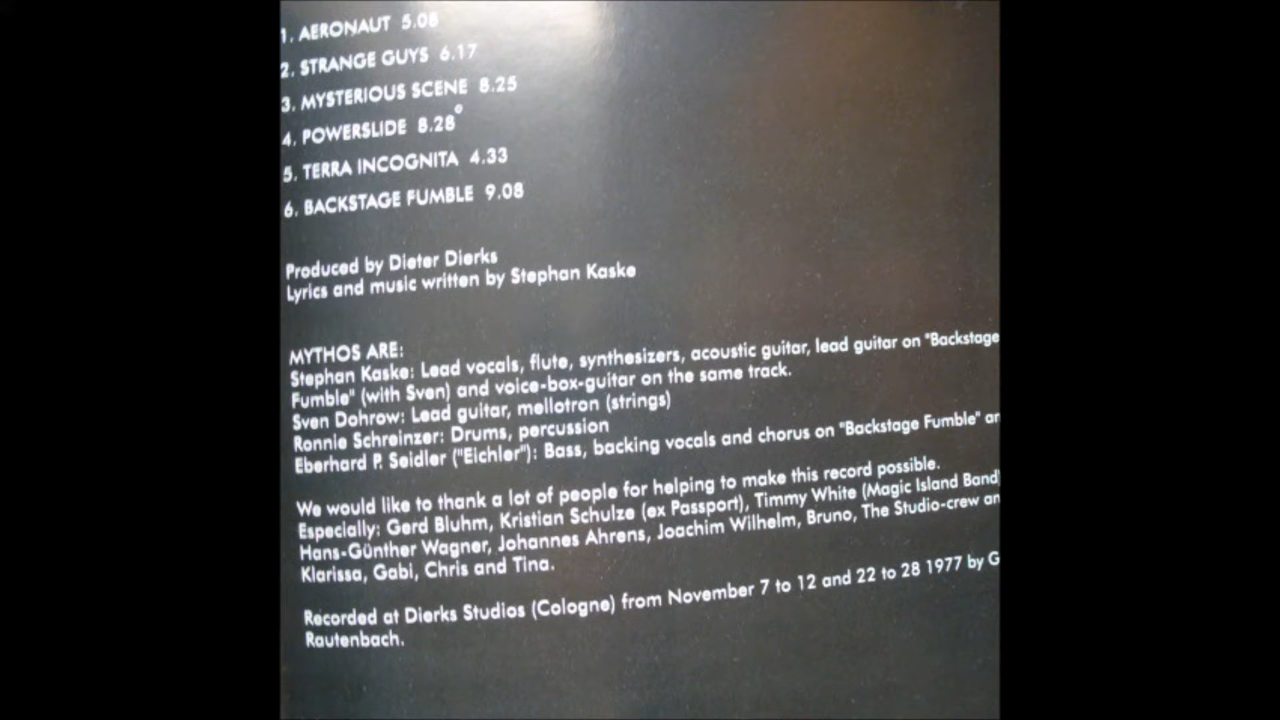 1. AERONAUT 5.08
2. STRANGE GUYS 6.17
3. MYSTERIOUS SCENE 8.25
4. POWERSLIDE 8.28°
5. TERRA INCOGNITA 4.33
6. BACKSTAGE FUMBLE 9.08
Produced by Dieter Dierks
Lyrics and music written by Stephan Kaske
MYTHOS ARE:
Stephan Kaske: Lead vocals, flute, synthesizers, acoustic guitar, lead guitar on "Backstage
Fumble" (with Sven) and voice-box-guitar on the same track.
Sven Dohrow: Lead guitar, mellotron (strings)
Ronnie Schreinzer: Drums, percussion
Eberhard P. Seidler ("Eichler"): Bass, backing vocals and chorus on "Backstage Fumble"
We would like to thank a lot of people for helping to make this record possible.
Especially: Gerd Bluhm, Kristian Schulze (ex Passport), Timmy White (Magic Island Band)
Hans-Günther Wagner, Johannes Ahrens, Joachim Wilhelm, Bruno, The Studio-crew
Klarissa, Gabi, Chris and Tina.
Recorded at Dierks Studios (Cologne) from November 7 to 12 and 22 to 28 1977 by
Rautenbach.